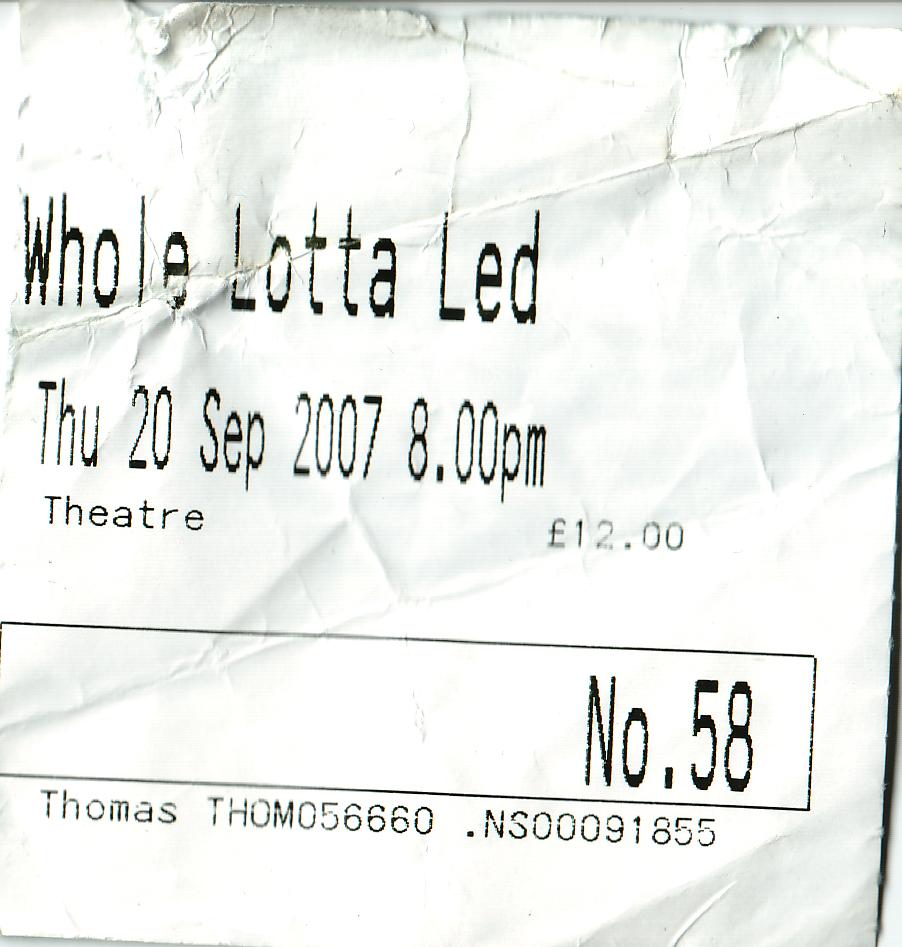 Whole Lotta Led
Thu 20 Sep 2007 8.00pm
Theatre £12.00
No.58
Thomas THOM056660 .NS00091855